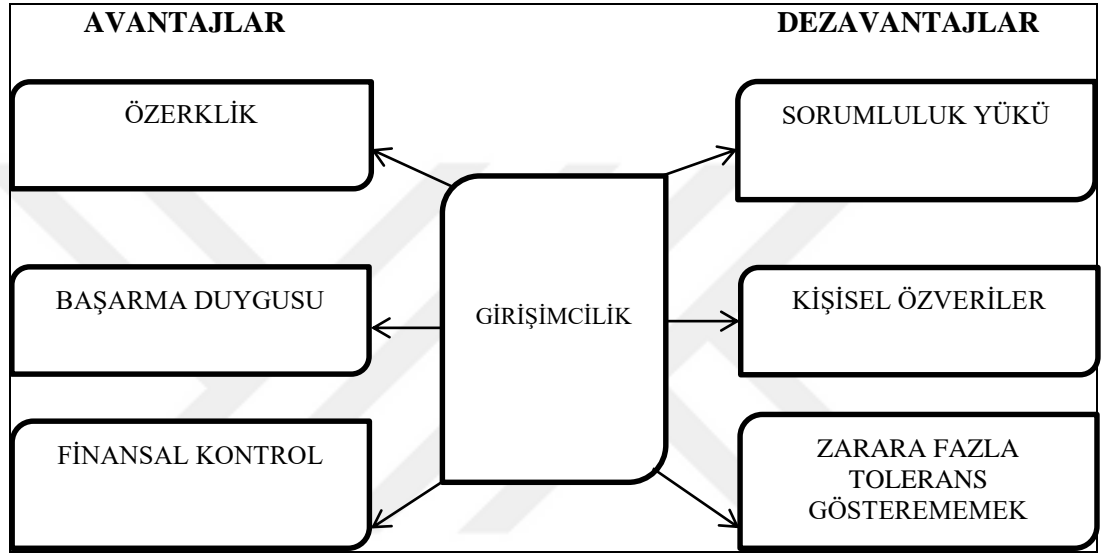 AVANTAJLAR
DEZAVANTAJLAR
ÖZERKLİK
SORUMLULUK YÜKÜ
BAŞARMA DUYGUSU
GİRİŞİMCİLİK
KİŞİSEL ÖZVERİLER
FİNANSAL KONTROL
ZARARA FAZLA
TOLERANS
GÖSTEREMEMEK